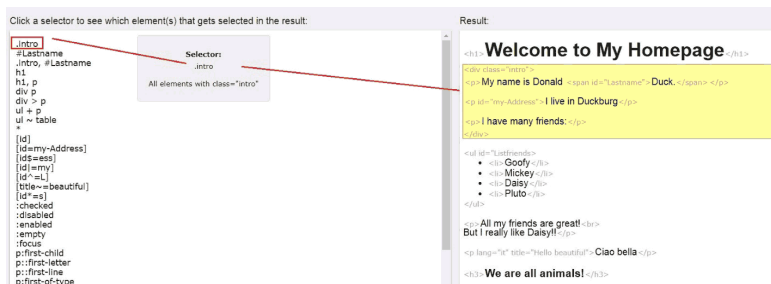 Click a selector to see which element(s) that gets selected in the result:
.intro
#Lastname
.intro, #Lastname
h1
h1, p
div p
div > p
ul + p
ul ~ table
*
[id]
[id=my-Address]
[id$=ess]
[id|=my]
[id^=L]
[title~=beautiful]
[id*=s]
:checked
:disabled
:enabled
:empty
:focus
p:first-child
p::first-letter
p::first-line
p:first-of-type
Selector:
.intro
All elements with class="intro"
Result:
<h1>Welcome to My Homepage</h1>
<div class="intro">
<p>My name is Donald <span id="Lastname">Duck.</span></p>
<p id="my-Address">I live in Duckburg</p>
<p>I have many friends:</p>
</div>
<ul id="Listfriends>
• <li>Goofy</li>
• <li>Mickey</li>
• <li>Daisy</li>
• <li>Pluto</li>
</ul>
<p>All my friends are great!<br>
But I really like Daisy!!</p>
<p lang="it" title="Hello beautiful">Ciao bella</p>
<h3>We are all animals!</h3>